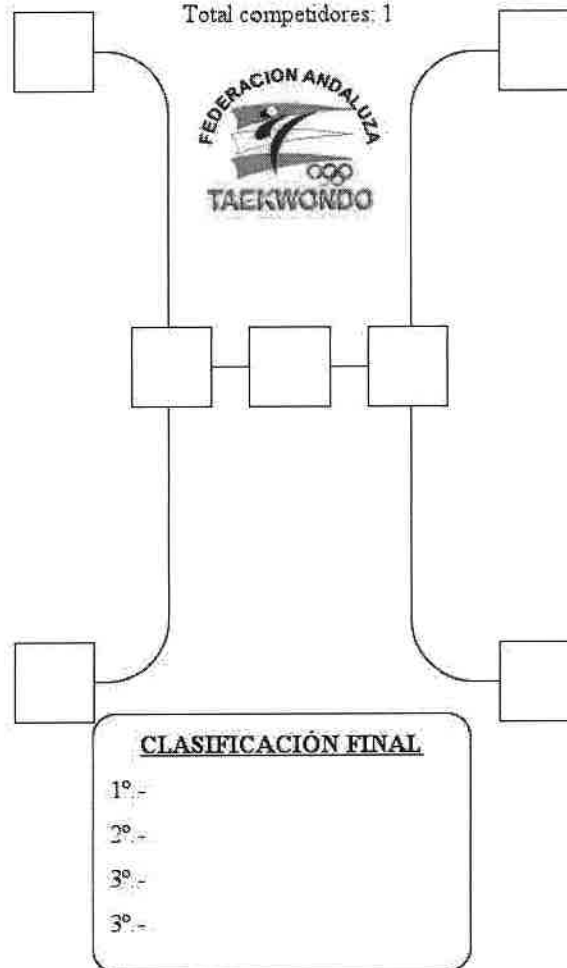 Total competidores: 1
FEDERACION ANDALUZA
TAEKWONDO
CLASIFICACIÓN FINAL
1º.-
2º.-
3º.-
3º.-